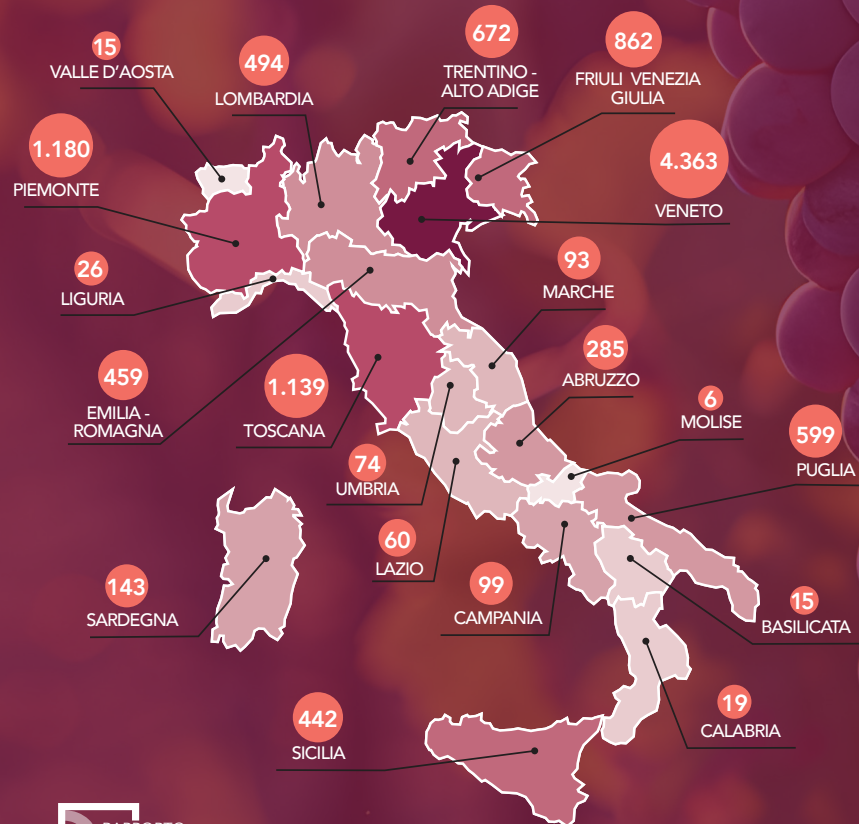 15
VALLE D'AOSTA
494
LOMBARDIA
672
TRENTINO -
ALTO ADIGE
862
FRIULI VENEZIA
GIULIA
1.180
PIEMONTE
4.363
VENETO
26
LIGURIA
93
MARCHE
459
EMILIA -
ROMAGNA
1.139
TOSCANA
285
ABRUZZO
6
MOLISE
599
PUGLIA
74
UMBRIA
60
LAZIO
143
SARDEGNA
99
CAMPANIA
15
BASILICATA
442
SICILIA
19
CALABRIA